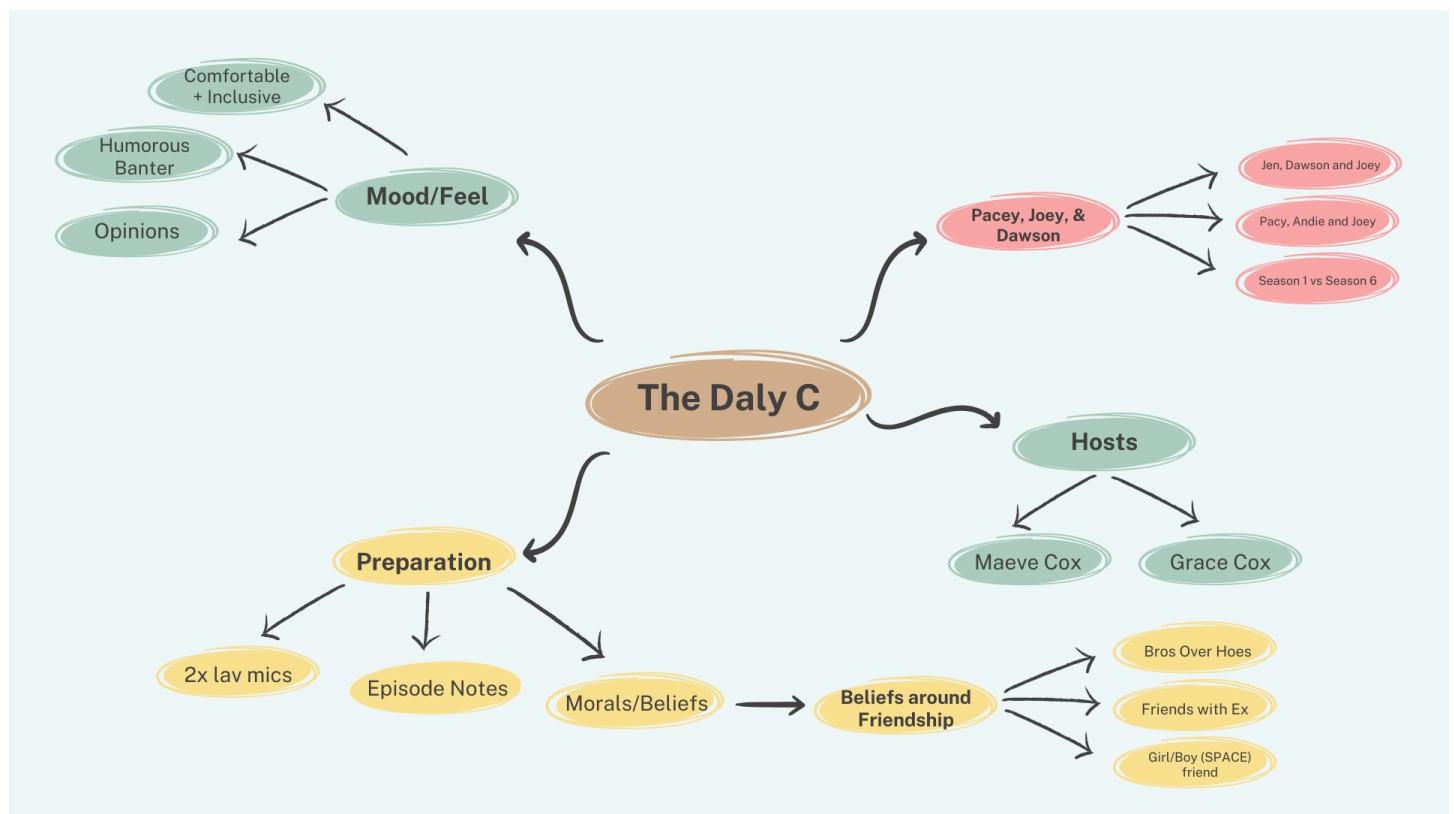 Comfortable
+ Inclusive
Humorous
Banter
Opinions
Mood/Feel
Pacey, Joey, &
Dawson
Jen, Dawson and Joey
Pacy, Andie and Joey
Season 1 vs Season 6
The Daly C
Hosts
Maeve Cox
Grace Cox
Preparation
2x lav mics
Episode Notes
Morals/Beliefs
Beliefs around
Friendship
Bros Over Hoes
Friends with Ex
Girl/Boy (SPACE)
friend